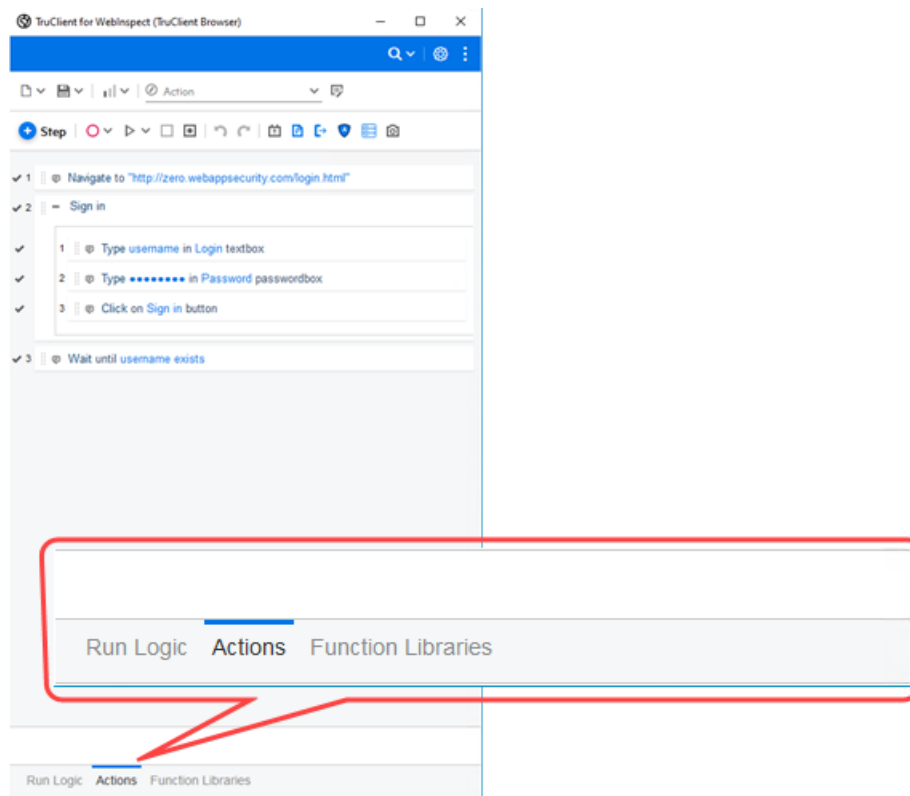 TruClient for WebInspect (TruClient Browser)
Action
Step
1 Navigate to "http://zero.webappsecurity.com/login.html"
2 Sign in
1 Type username in Login textbox
2 Type •••••••• in Password passwordbox
3 Click on Sign in button
3 Wait until username exists
Run Logic Actions Function Libraries
Run Logic Actions Function Libraries